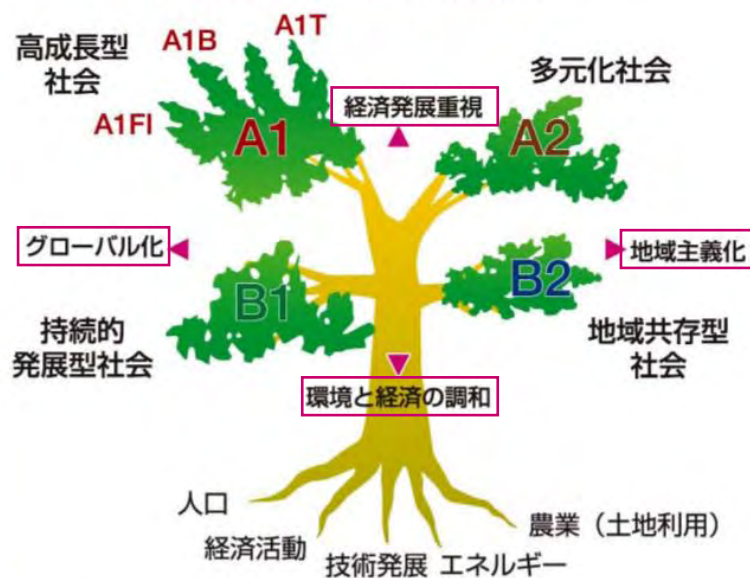 高成長型
社会
A1B
A1T
A1FI
A1
経済発展重視
多元化社会
A2
グローバル化
地域主義化
B1
B2
持続的
発展型社会
地域共存型
社会
環境と経済の調和
人口
経済活動
技術発展
エネルギー
農業（土地利用）